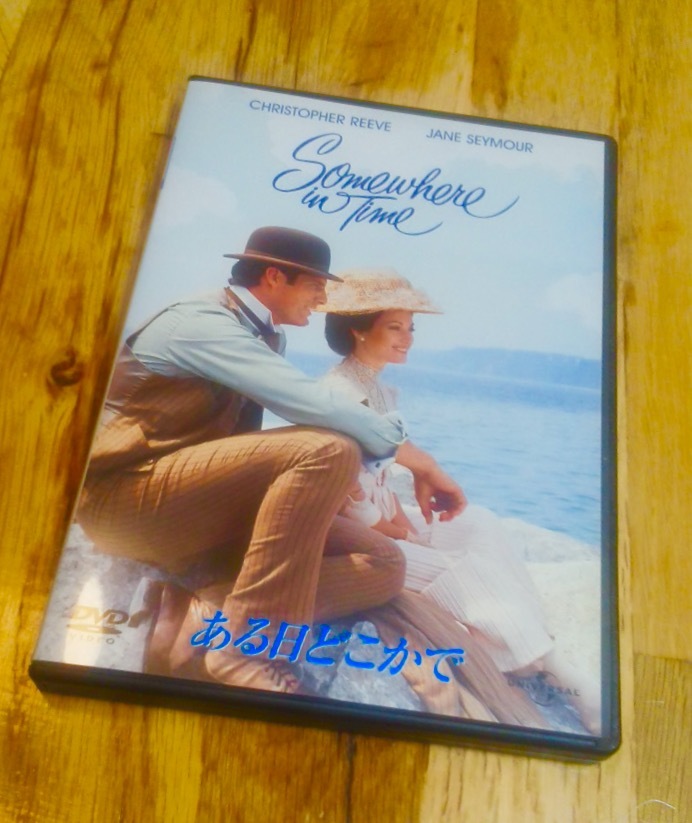 CHRISTOPHER REEVE JANE SEYMOUR
Somewhere
in Time
ある日どこかで
DVD
VIDEO
UNIVERSAL